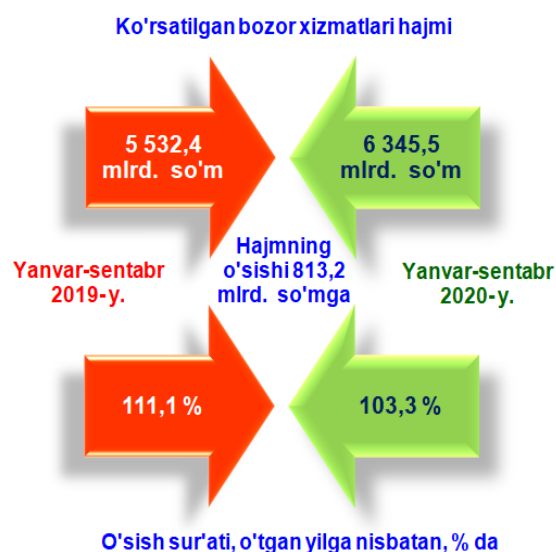 Ko'rsatilgan bozor xizmatlari hajmi
5 532,4
mlrd. so'm
6 345,5
mlrd. so'm
Yanvar-sentabr
2019-y.
Hajmning
o'sishi 813,2
mlrd. so'mga
Yanvar-sentabr
2020-y.
111,1 %
103,3 %
O'sish sur'ati, o'tgan yilga nisbatan, % da